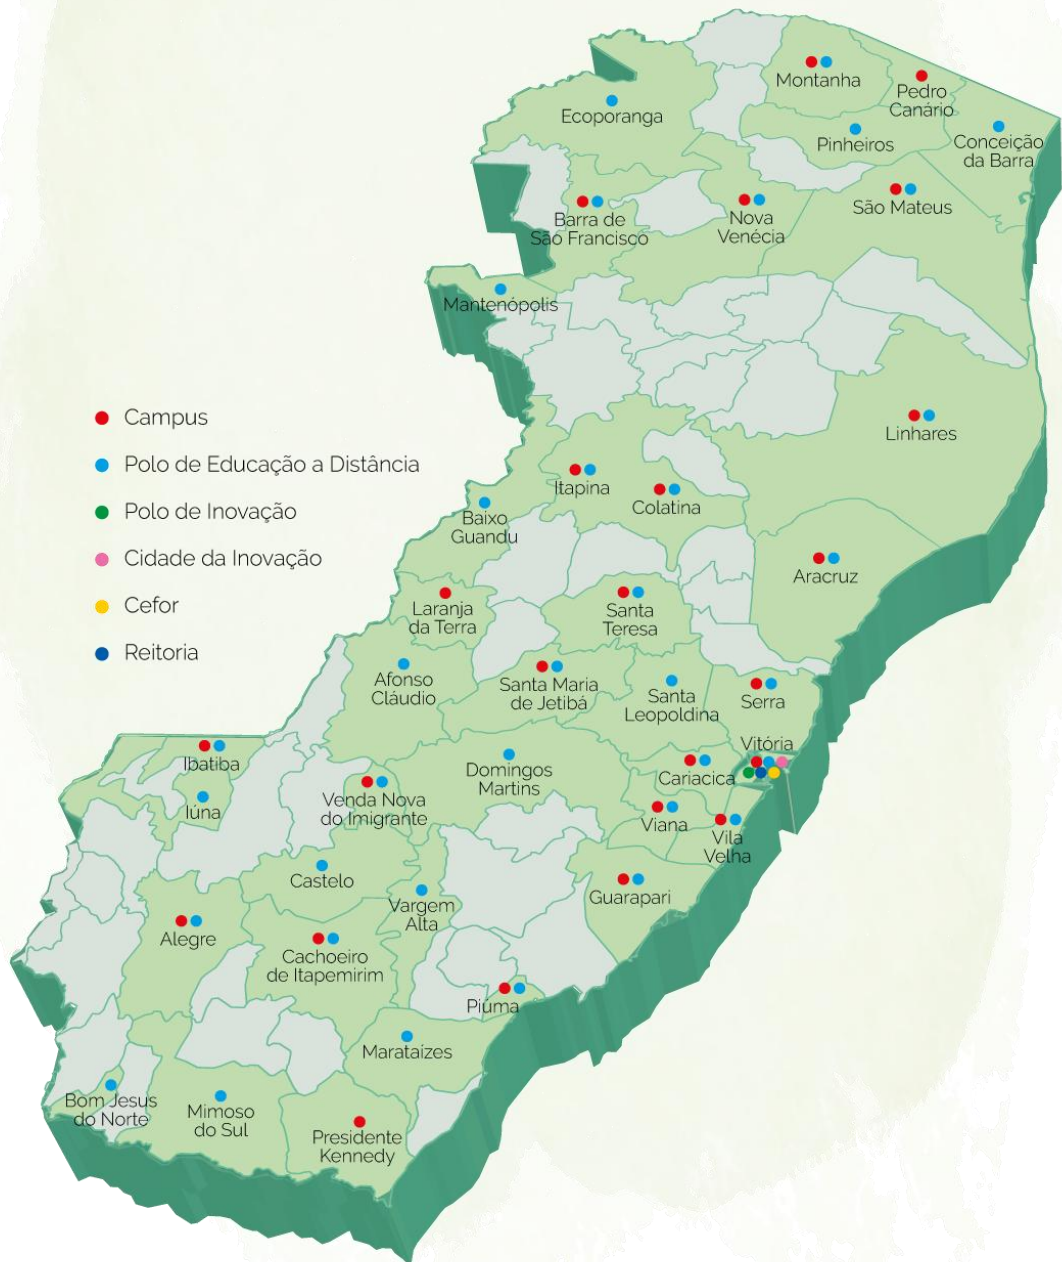 Montanha
Pedro
Canário
Ecoporanga
Pinheiros
Conceição
da Barra
São Mateus
Barra de
São Francisco
Nova
Venécia
Mantenópolis
Campus
Polo de Educação a Distância
Polo de Inovação
Cidade da Inovação
Cefor
Reitoria
Linhares
Itapina
Colatina
Baixo
Guandu
Aracruz
Laranja
da Terra
Santa
Teresa
Afonso
Cláudio
Santa Maria
de Jetibá
Santa
Leopoldina
Serra
Vitória
Ibatiba
Iúna
Domingos
Martins
Cariacica
Venda Nova
do Imigrante
Viana
Vila
Velha
Castelo
Vargem
Alta
Guarapari
Alegre
Cachoeiro
de Itapemirim
Piúma
Marataízes
Bom Jesus
do Norte
Mimoso
do Sul
Presidente
Kennedy